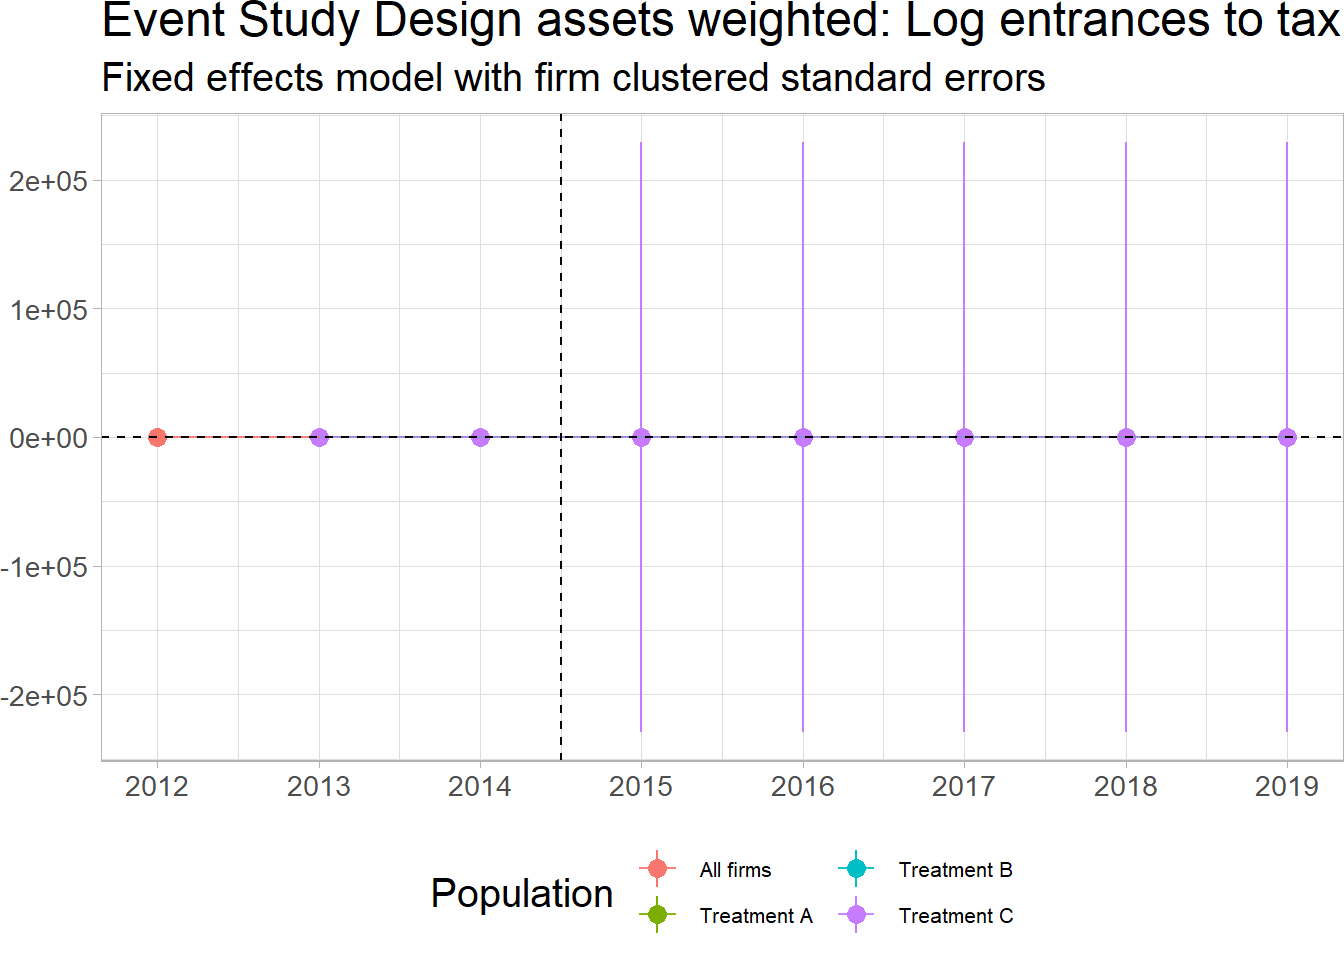 Event Study Design assets weighted: Log entrances to tax
Fixed effects model with firm clustered standard errors
2e+05
1e+05
0e+00
-1e+05
-2e+05
2012 2013 2014 2015 2016 2017 2018 2019
Population
All firms
Treatment A
Treatment B
Treatment C